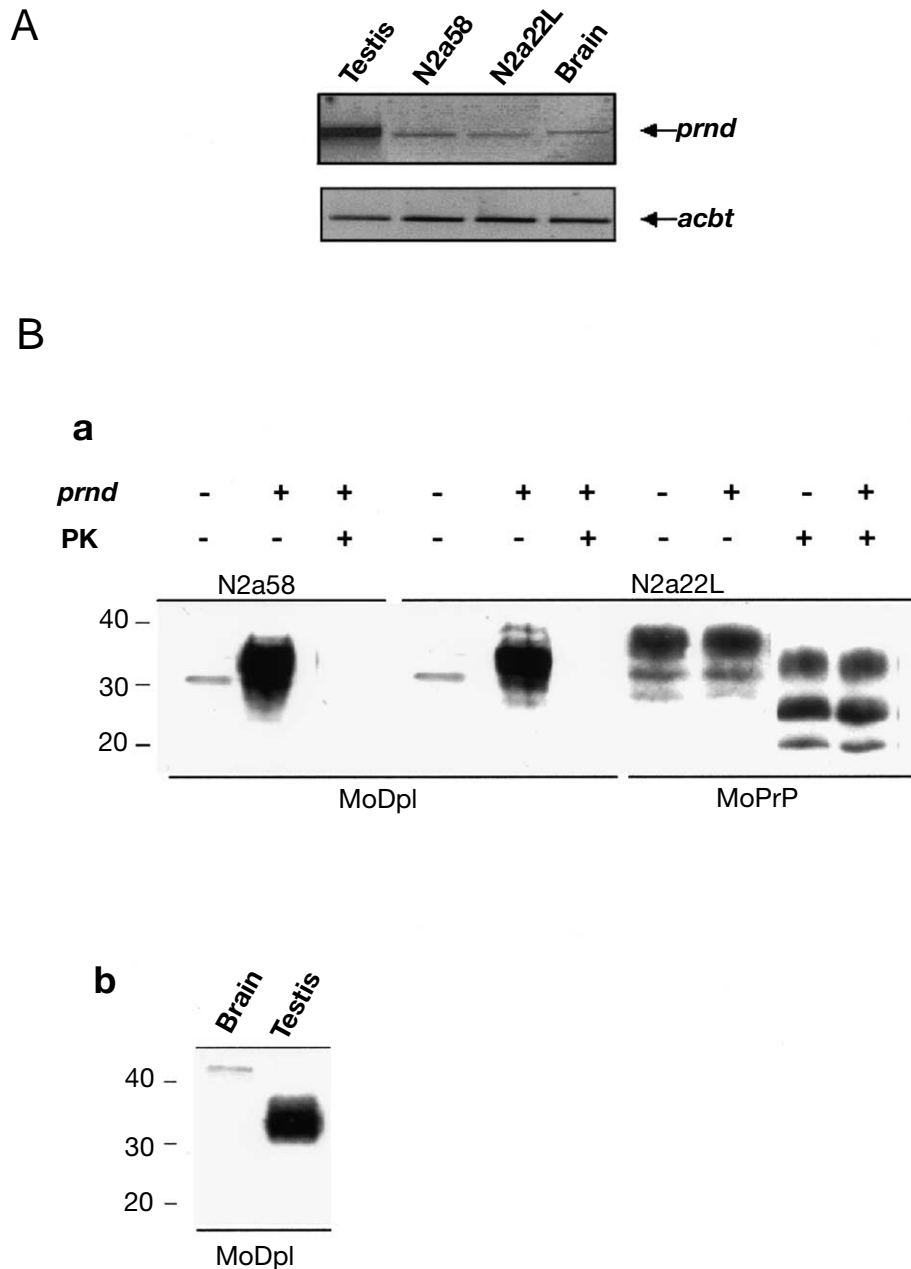 A
Testis N2a58 N2a22L Brain
prnd
acbt
B
a
prnd - + + - + + - + - +
PK - - + - - + - - + +
N2a58 N2a22L
40
30
20
MoDpl MoPrP
b
Brain Testis
40
30
20
MoDpl